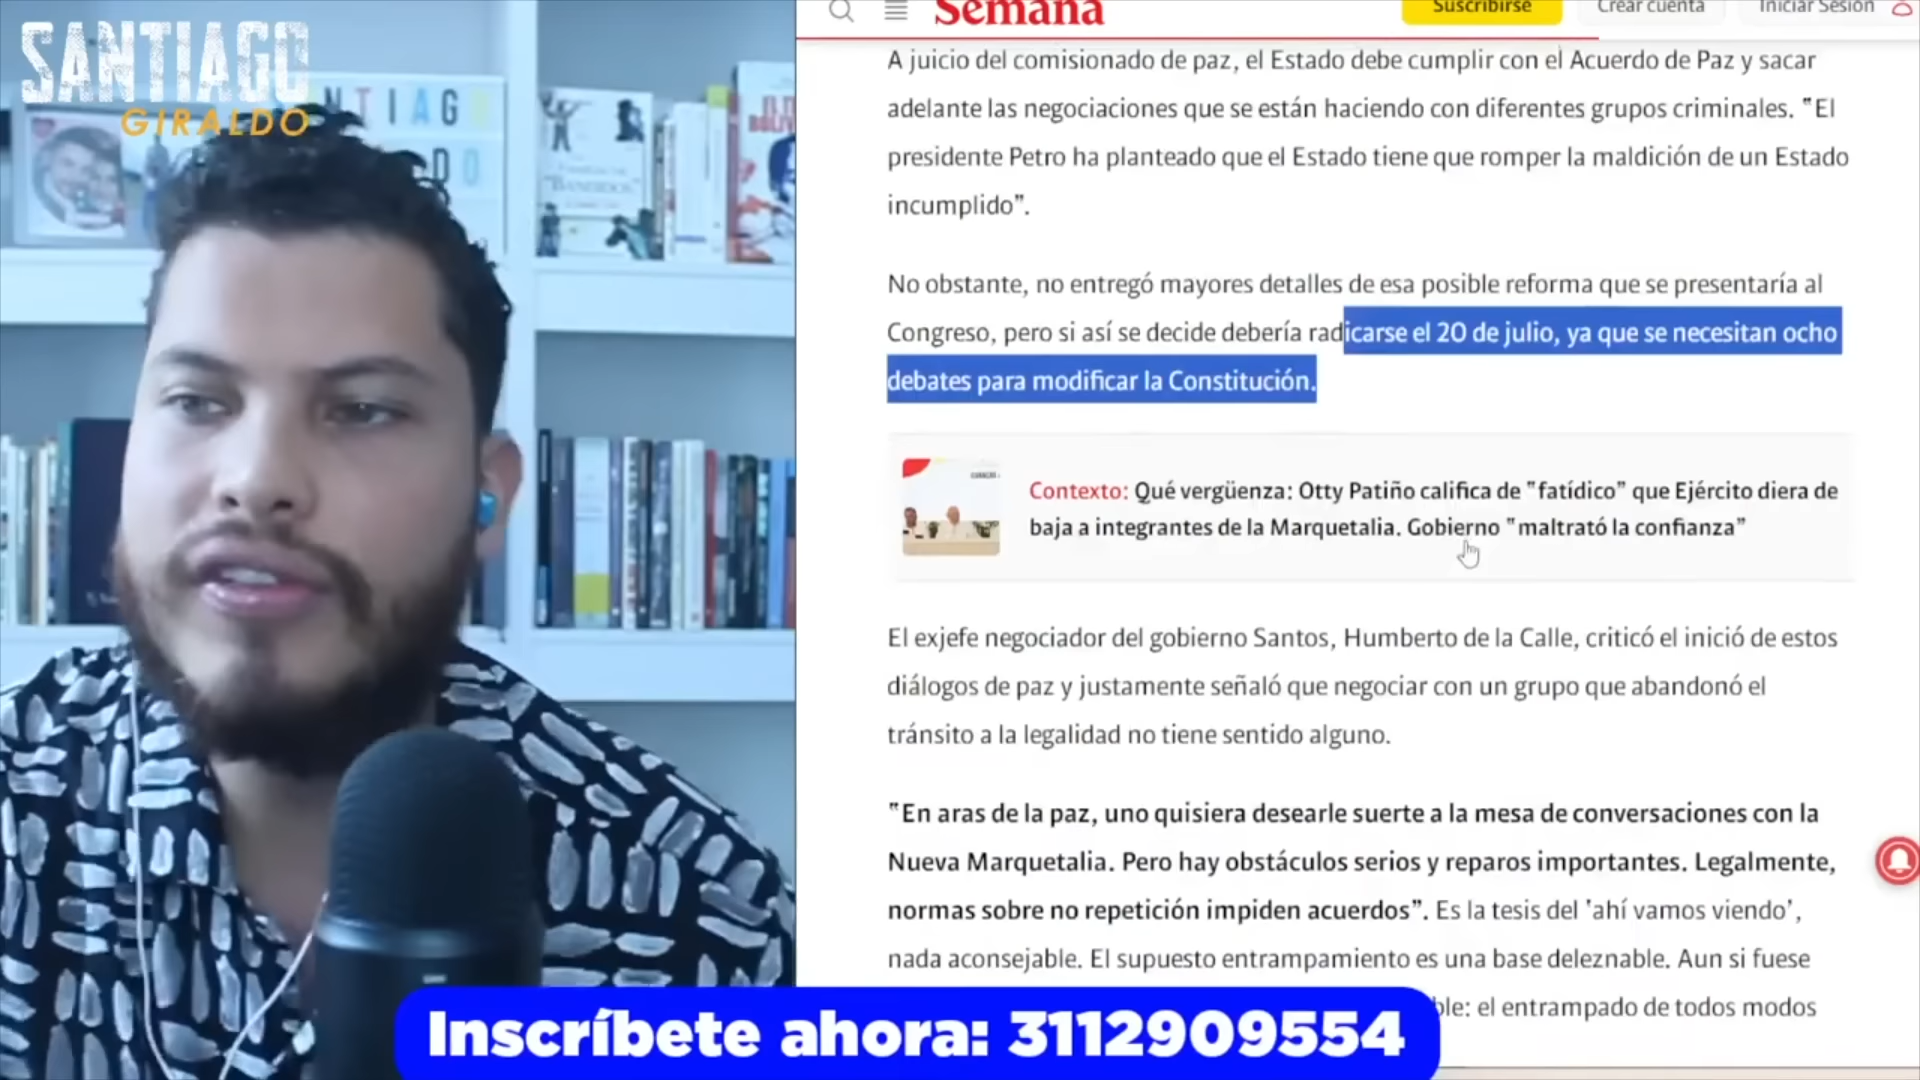 SANTIAGO
GIRALDO
Semana
Suscribirse
Crear cuenta
Iniciar Sesión
A juicio del comisionado de paz, el Estado debe cumplir con el Acuerdo de Paz y sacar
adelante las negociaciones que se están haciendo con diferentes grupos criminales. “El
presidente Petro ha planteado que el Estado tiene que romper la maldición de un Estado
incumplido”.
No obstante, no entregó mayores detalles de esa posible reforma que se presentaría al
Congreso, pero si así se decide debería radicarse el 20 de julio, ya que se necesitan ocho
debates para modificar la Constitución.
Contexto: Qué vergüenza: Otty Patiño califica de “fatídico” que Ejército diera de
baja a integrantes de la Marquetalia. Gobierno “maltrató la confianza”
El exjefe negociador del gobierno Santos, Humberto de la Calle, criticó el inició de estos
diálogos de paz y justamente señaló que negociar con un grupo que abandonó el
tránsito a la legalidad no tiene sentido alguno.
“En aras de la paz, uno quisiera desearle suerte a la mesa de conversaciones con la
Nueva Marquetalia. Pero hay obstáculos serios y reparos importantes. Legalmente,
normas sobre no repetición impiden acuerdos”. Es la tesis del ‘ahí vamos viendo’,
nada aconsejable. El supuesto entrampamiento es una base deleznable. Aun si fuese
ble: el entrampado de todos modos
Inscríbete ahora: 3112909554